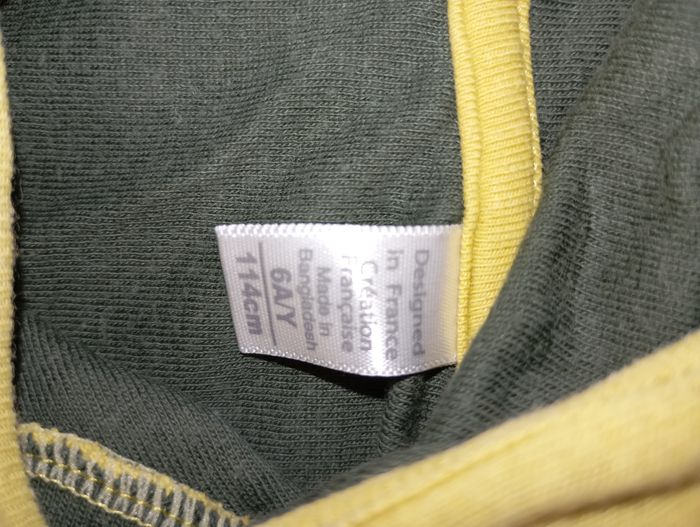 Designed
in France
Création
Française
Made in
Bangladesh
6A/Y
114cm